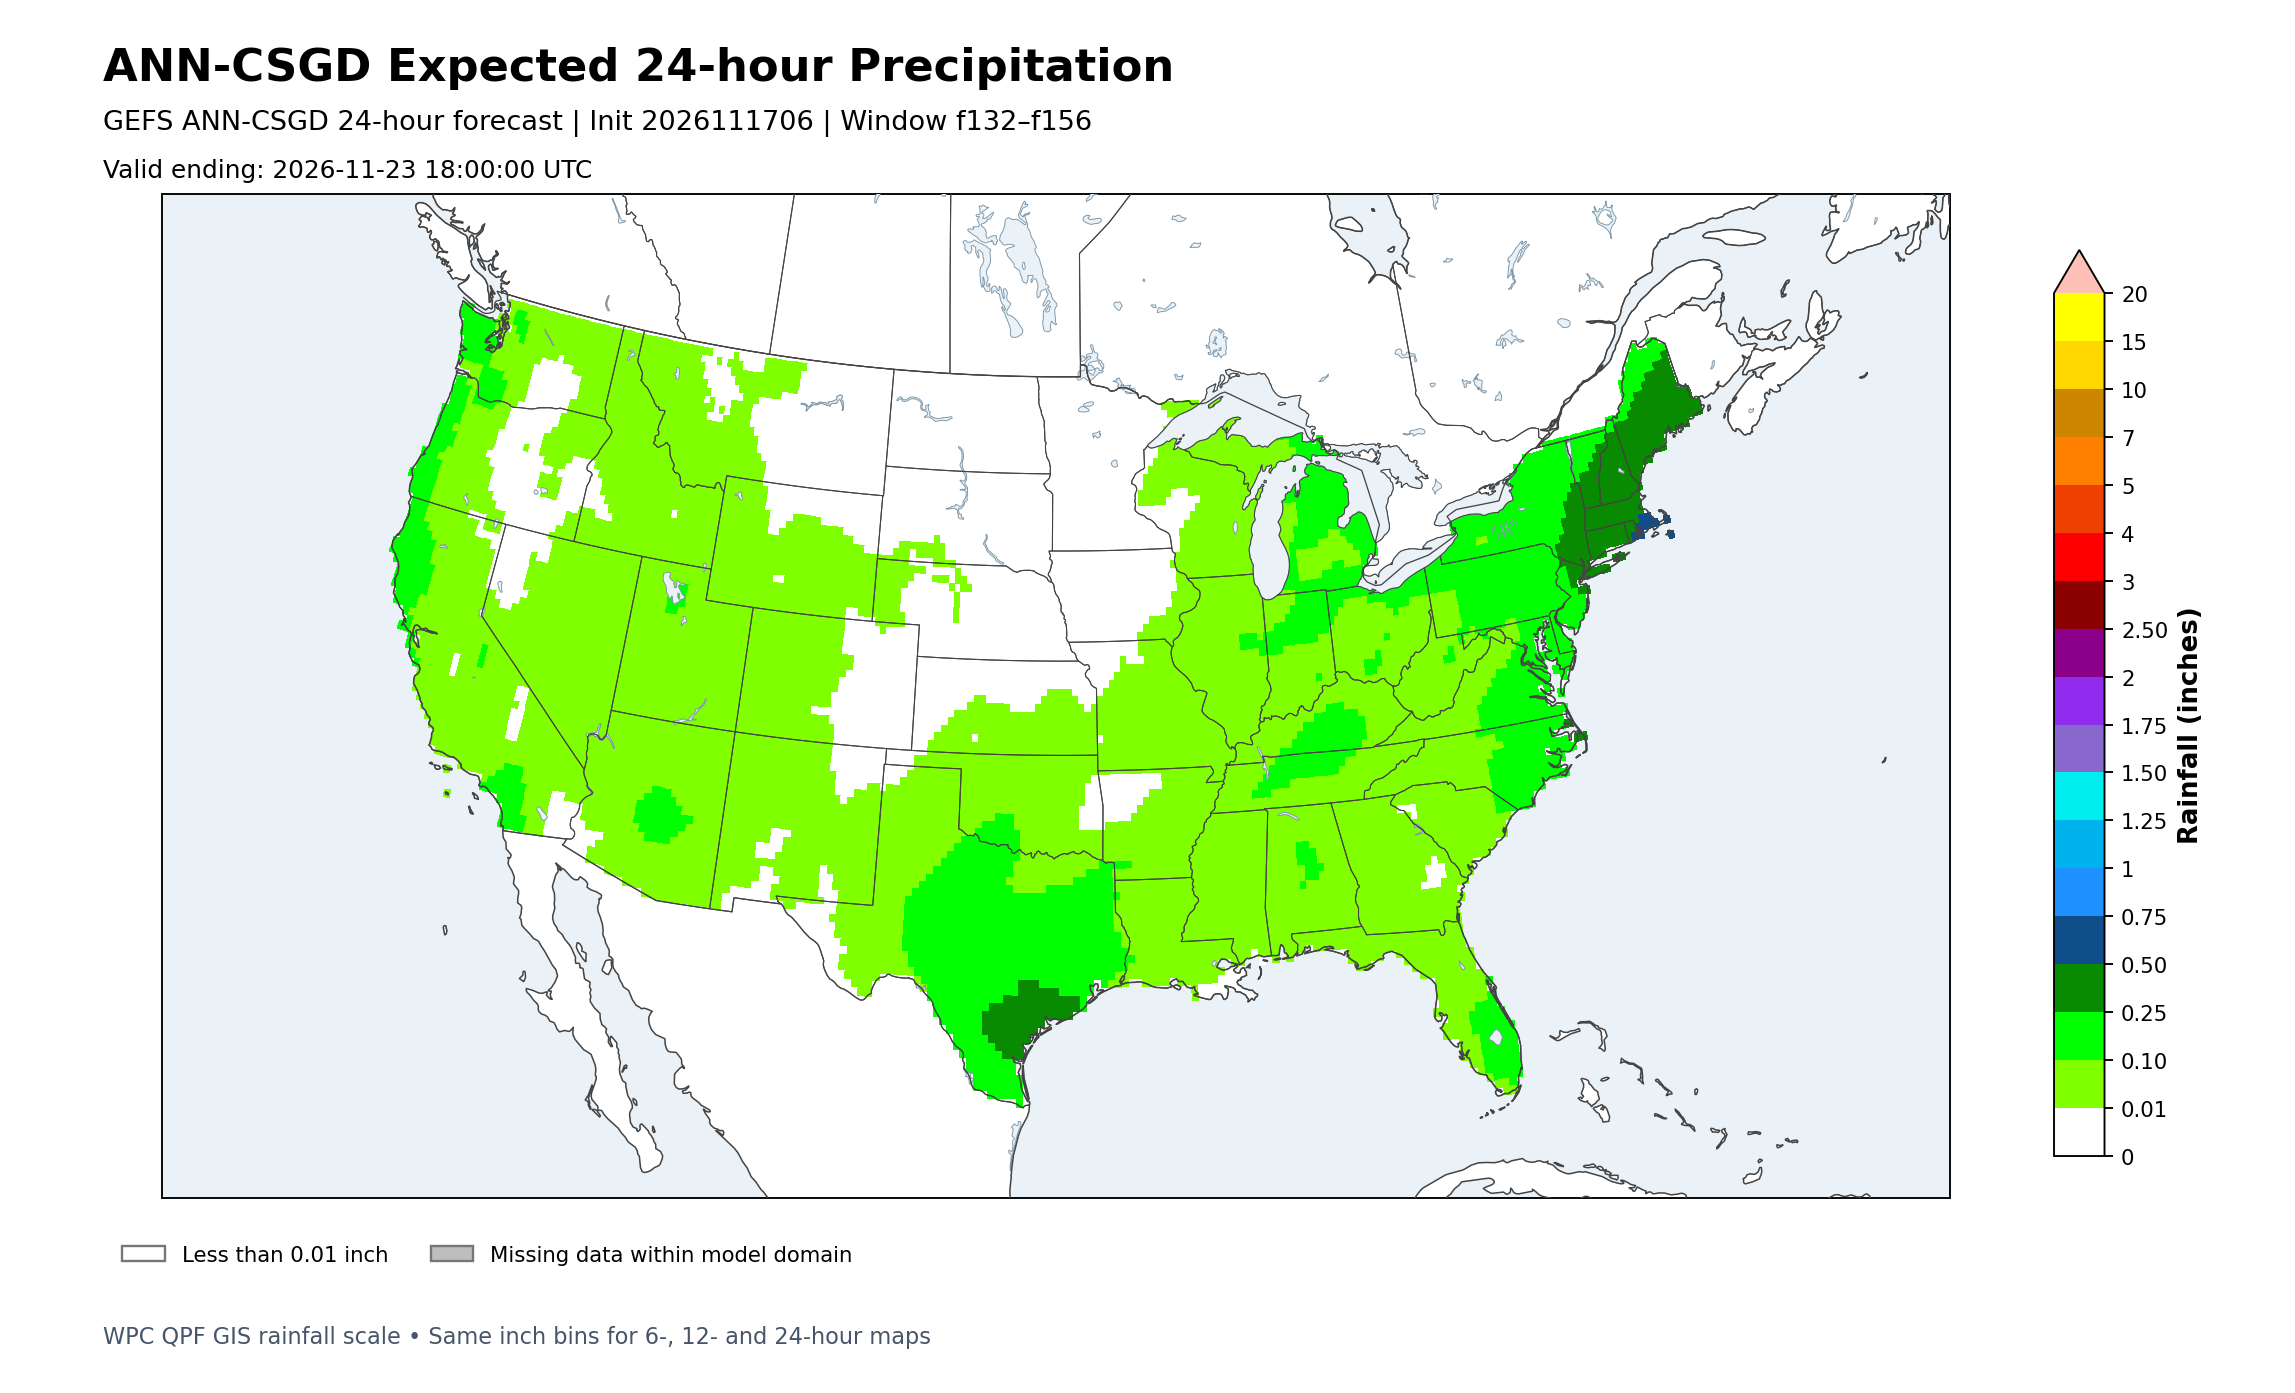 ANN-CSGD Expected 24-hour Precipitation
GEFS ANN-CSGD 24-hour forecast | Init 2026111706 | Window f132–f156
Valid ending: 2026-11-23 18:00:00 UTC
20
15
10
7
5
4
3
2.50
2
1.75
1.50
1.25
1
0.75
0.50
0.25
0.10
0.01
0
Rainfall (inches)
Less than 0.01 inch
Missing data within model domain
WPC QPF GIS rainfall scale • Same inch bins for 6-, 12- and 24-hour maps